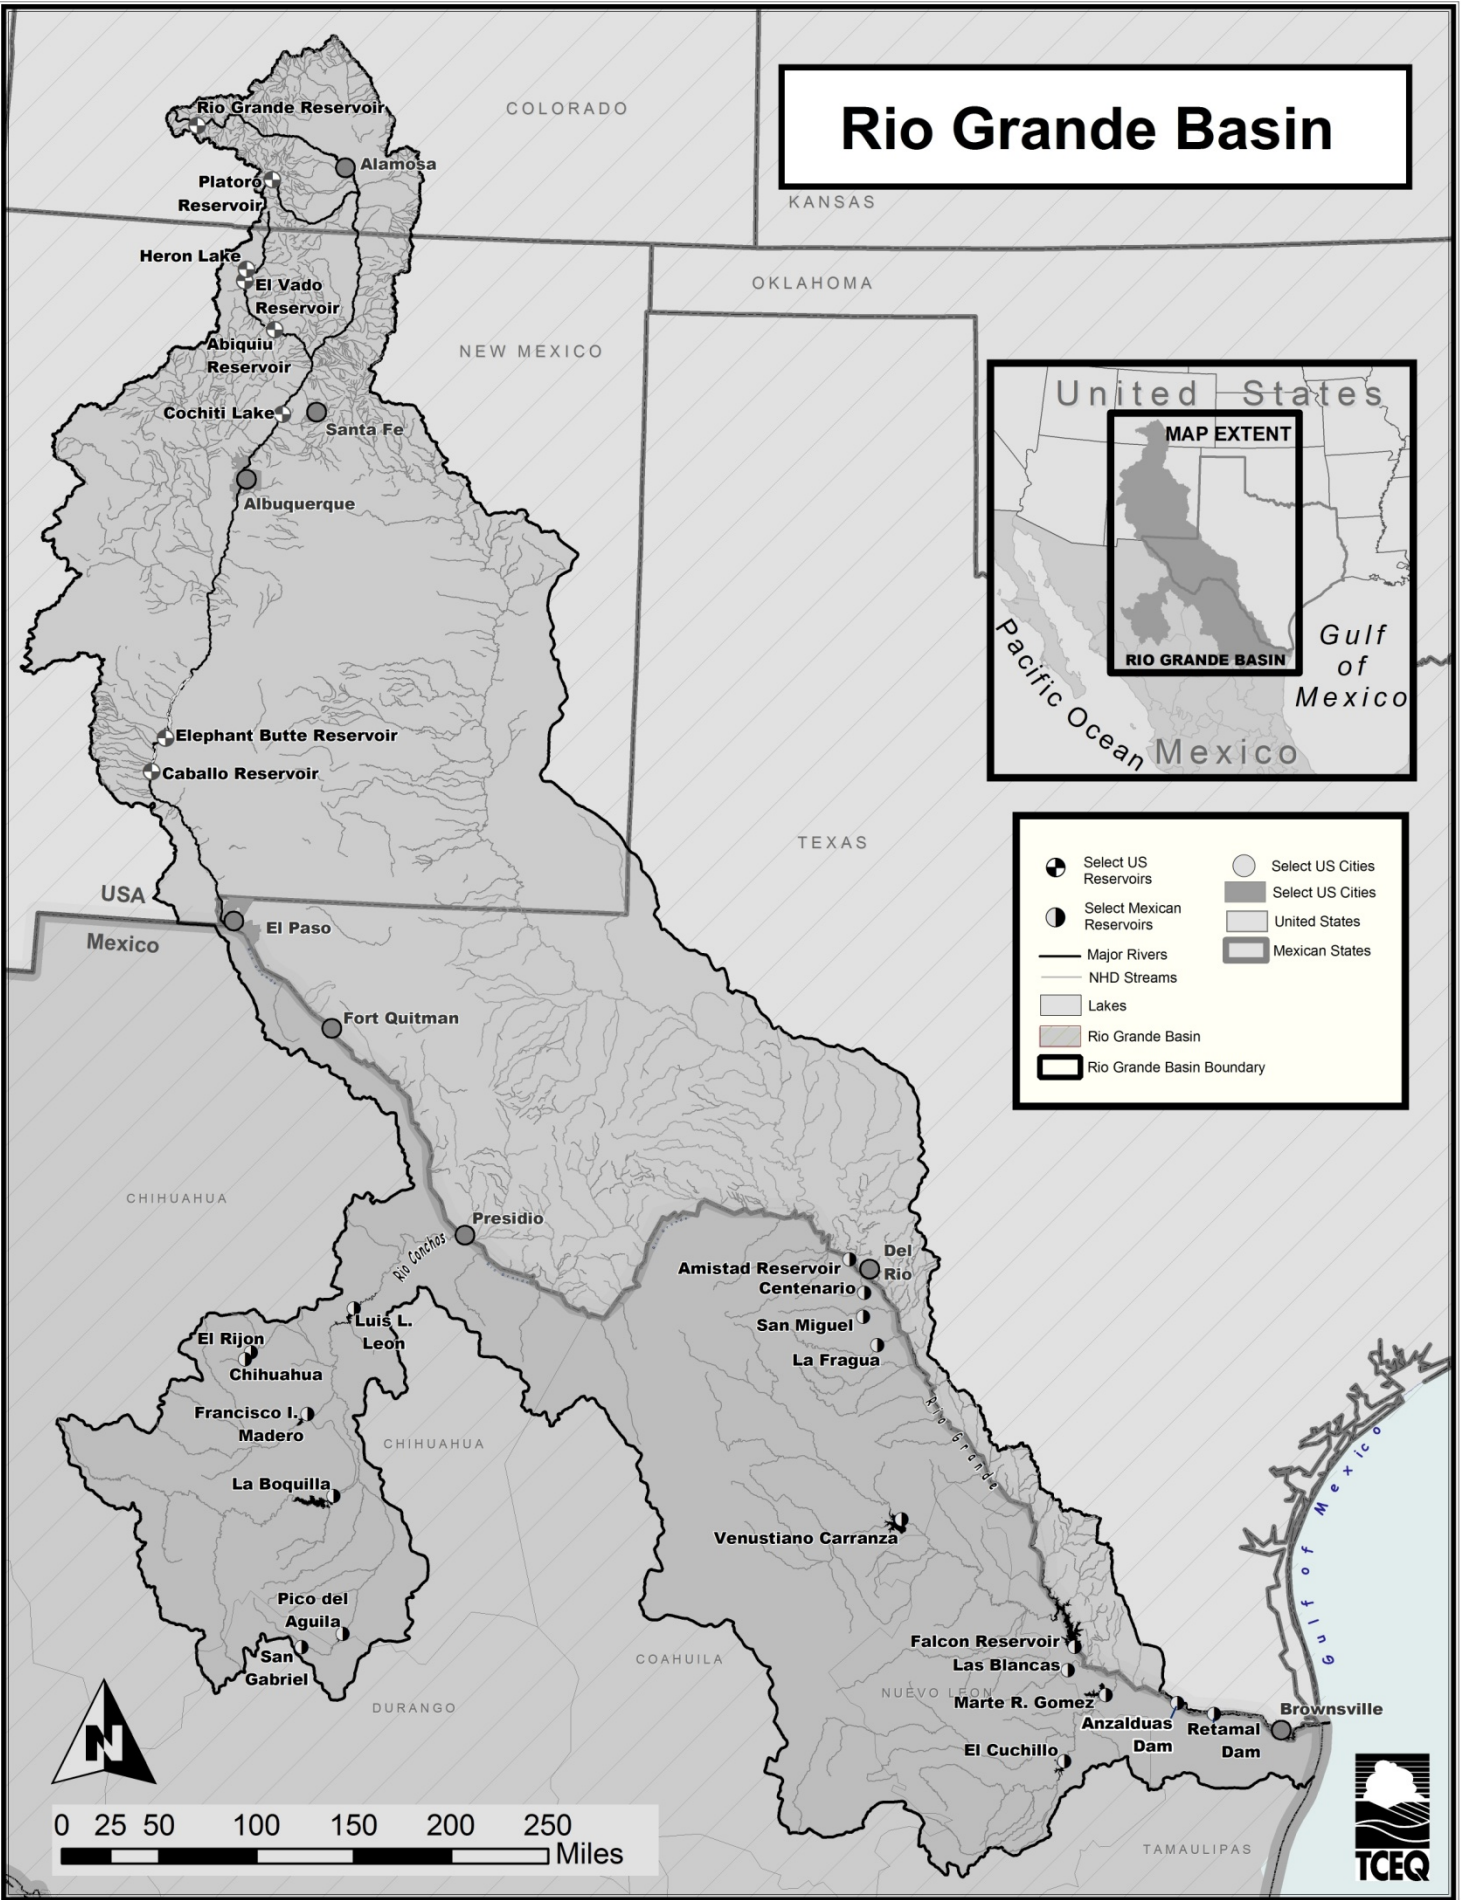 Rio Grande Basin
COLORADO
KANSAS
Rio Grande Reservoir
Alamosa
Platoro
Reservoir
Heron Lake
El Vado
Reservoir
OKLAHOMA
NEW MEXICO
Abiquiu
Reservoir
Cochiti Lake
Santa Fe
Albuquerque
United States
MAP EXTENT
RIO GRANDE BASIN
Gulf
of
Mexico
Pacific Ocean
Mexico
Elephant Butte Reservoir
Caballo Reservoir
TEXAS
Select US
Reservoirs
Select Mexican
Reservoirs
Major Rivers
NHD Streams
Lakes
Rio Grande Basin
Rio Grande Basin Boundary
Select US Cities
Select US Cities
United States
Mexican States
USA
Mexico
El Paso
Fort Quitman
CHIHUAHUA
Presidio
Rio Conchos
Amistad Reservoir
Del
Rio
Centenario
San Miguel
La Fragua
Luis L.
Leon
El Rijon
Chihuahua
Francisco I.
Madero
CHIHUAHUA
Rio Grande
La Boquilla
Gulf of Mexico
Venustiano Carranza
Pico del
Aguila
San
Gabriel
DURANGO
COAHUILA
Falcon Reservoir
Las Blancas
NUEVO LEON
Marte R. Gomez
Anzalduas
Dam
Retamal
Dam
Brownsville
El Cuchillo
TAMAULIPAS
N
0 25 50 100 150 200 250
Miles
TCEQ